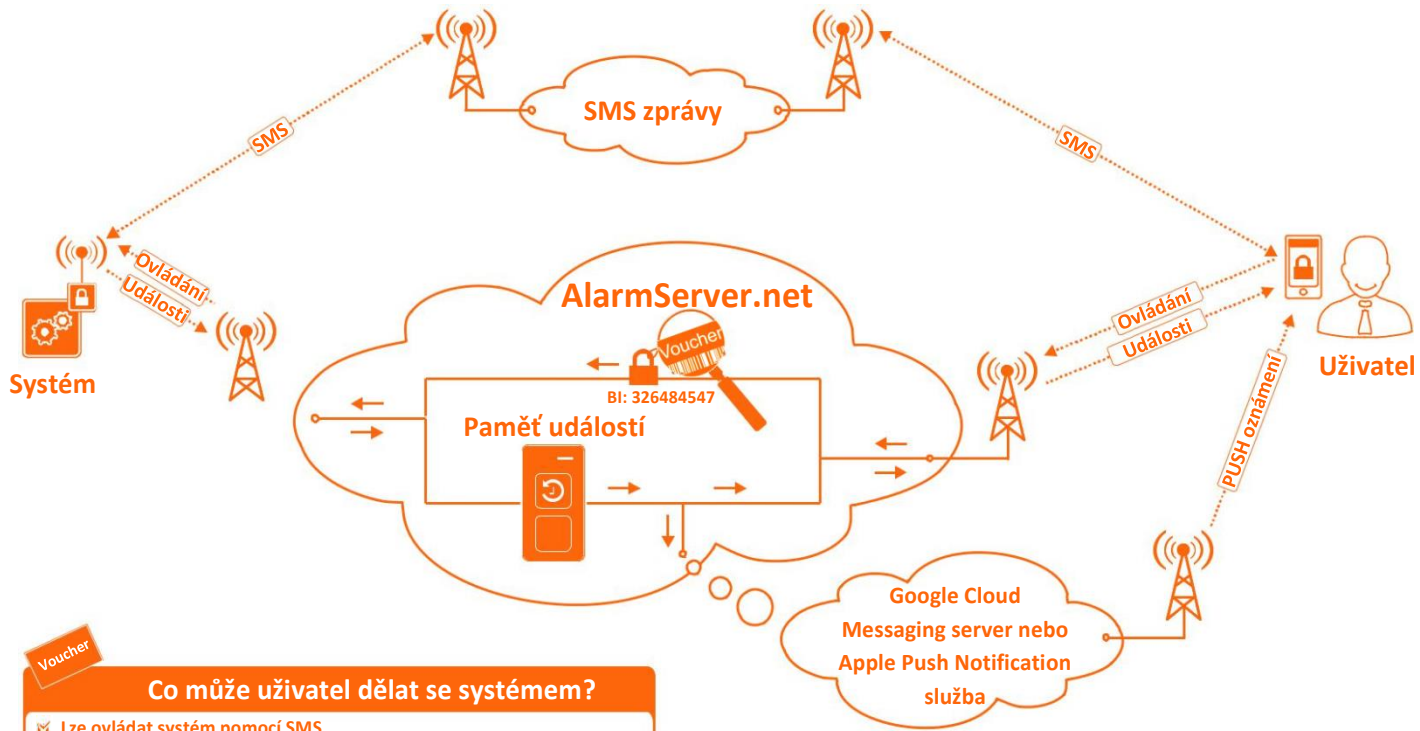 SMS zprávy
SMS
SMS
Ovládání
Události
Systém
AlarmServer.net
Voucher
BI: 326484547
Paměť událostí
Ovládání
Události
Uživatel
PUSH oznámení
Google Cloud
Messaging server nebo
Apple Push Notification
služba
Voucher
Co může uživatel dělat se systémem?
Lze ovládat systém pomocí SMS